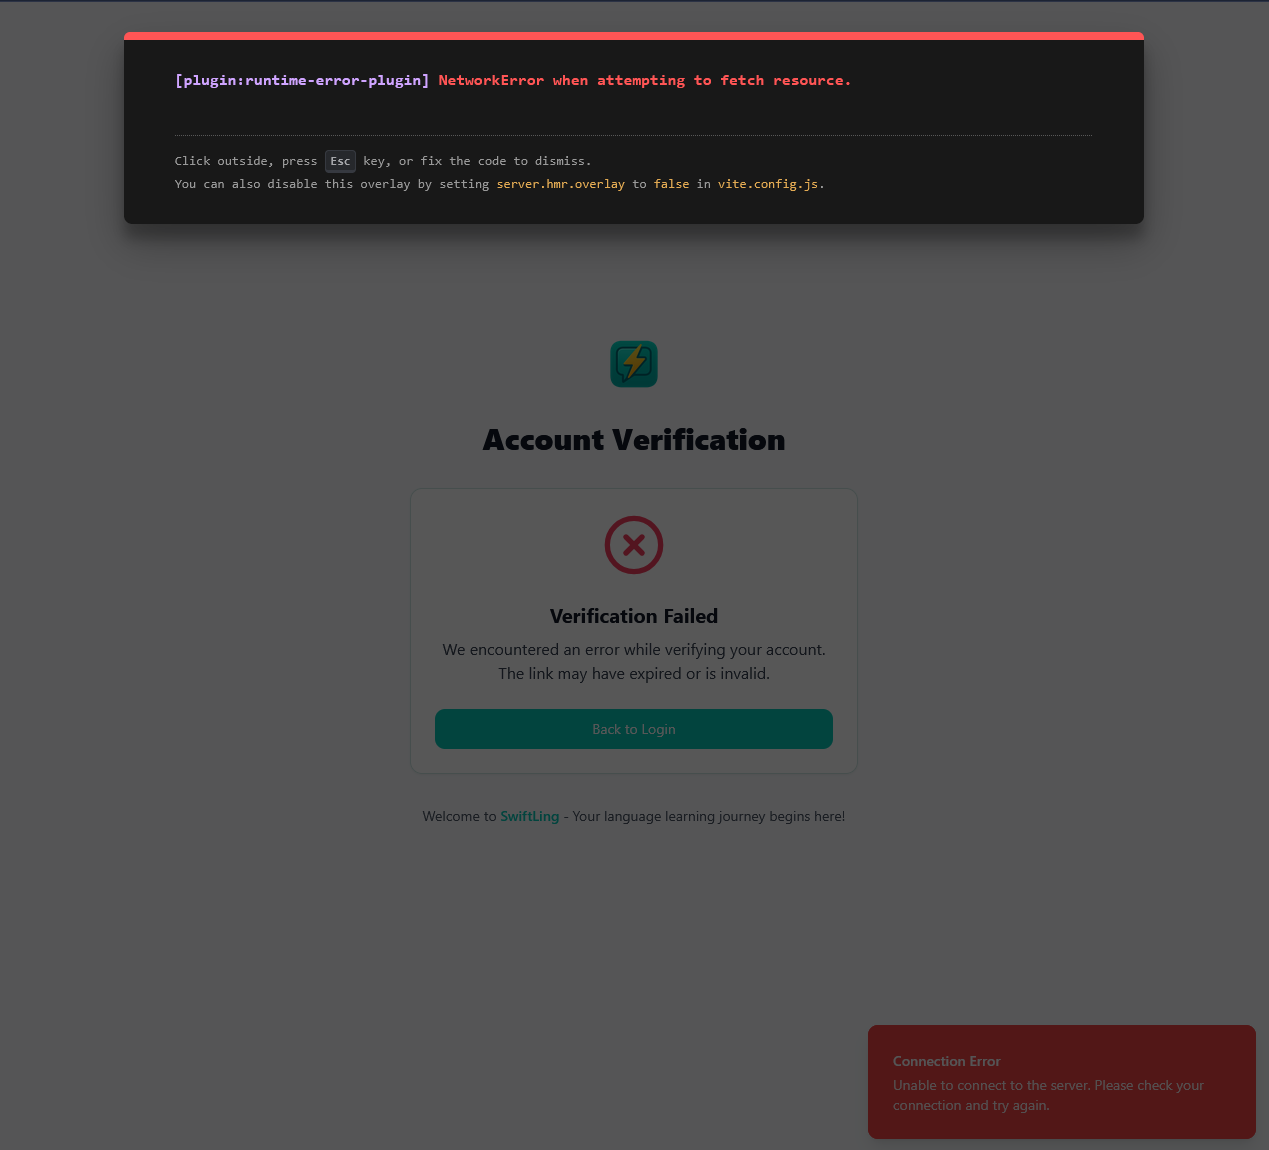 [plugin:runtime-error-plugin] NetworkError when attempting to fetch resource.
Click outside, press Esc key, or fix the code to dismiss.
You can also disable this overlay by setting server.hmr.overlay to false in vite.config.js.
Account Verification
Verification Failed
We encountered an error while verifying your account.
The link may have expired or is invalid.
Back to Login
Welcome to SwiftLing - Your language learning journey begins here!
Connection Error
Unable to connect to the server. Please check your
connection and try again.